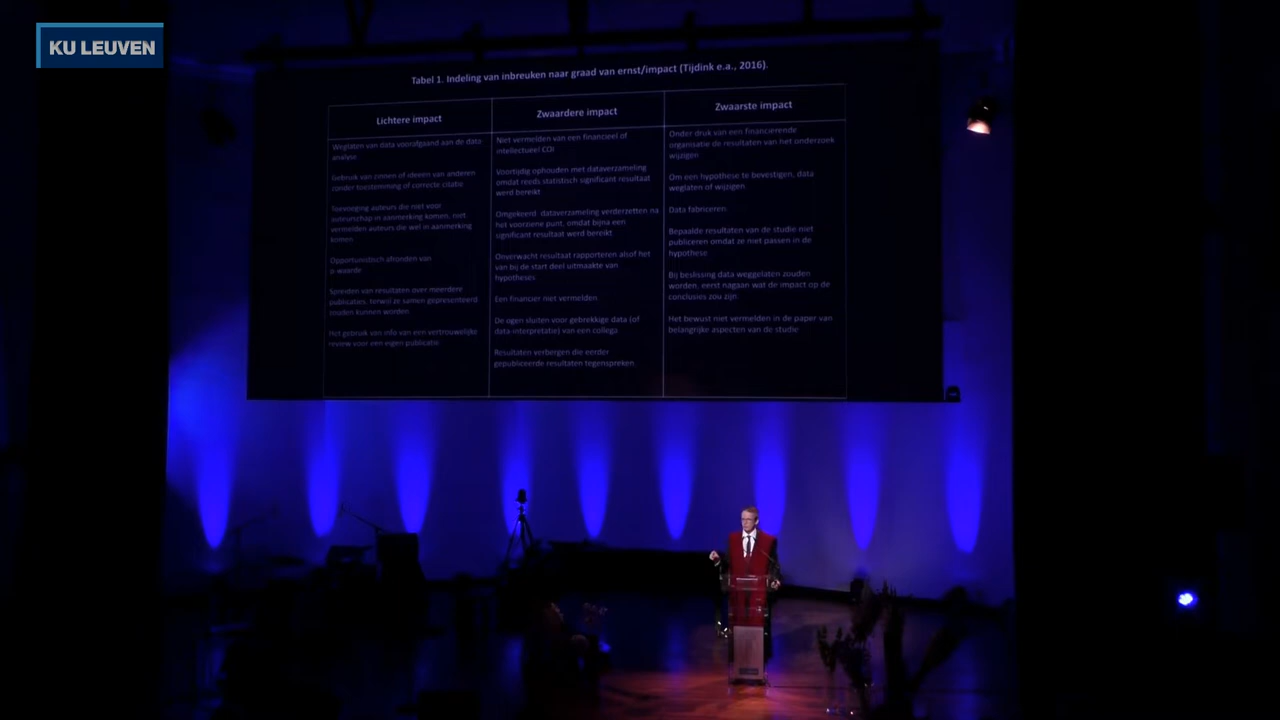 KU LEUVEN
Tabel 1. Indeling van inbreuken naar graad van ernst/impact (Tijdink e.a., 2016).
Lichtere impact
Weglaten van data voorafgaand aan de data
analyse
Gebruik van zinnen of ideeën van anderen
zonder toestemming of correcte citatie
Toevoeging auteurs die niet voor
auteurschap in aanmerking komen, niet
vermelden auteurs die wel in aanmerking
komen
Opportunistisch afronden van
p-waarde
Spreiden van resultaten over meerdere
publicaties, terwijl ze samen gepresenteerd
zouden kunnen worden
Het gebruik van info van een vertrouwelijke
review voor een eigen publicatie
Zwaardere impact
Niet vermelden van een financieel of
intellectueel COI
Voortijdig ophouden met dataverzameling
omdat reeds statistisch significant resultaat
werd bereikt
Omgekeerd dataverzameling verderzetten na
het voorziene punt, omdat bijna een
significant resultaat werd bereikt
Onverwacht resultaat rapporteren alsof het
van bij de start deel uitmaakte van
hypotheses
Een financier niet vermelden
De ogen sluiten voor gebrekkige data (of
data-interpretatie) van een collega
Resultaten verbergen die eerder
gepubliceerde resultaten tegenspreken
Zwaarste impact
Onder druk van een financierende
organisatie de resultaten van het onderzoek
wijzigen
Om een hypothese te bevestigen, data
weglaten of wijzigen
Data fabriceren
Bepaalde resultaten van de studie niet
publiceren omdat ze niet passen in de
hypothese
Bij beslissing data weggelaten zouden
worden, eerst nagaan wat de impact op de
conclusies zou zijn
Het bewust niet vermelden in de paper van
belangrijke aspecten van de studie